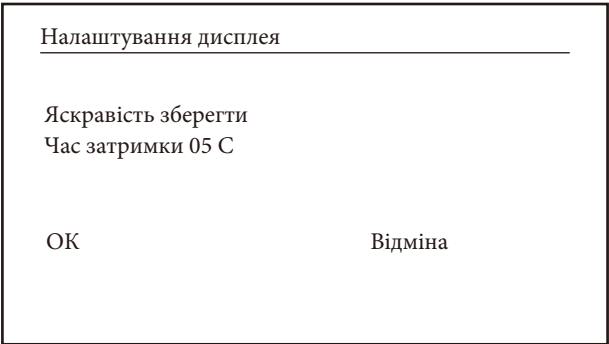 Налаштування дисплея
Яскравість зберегти
Час затримки 05 С
ОК Відміна